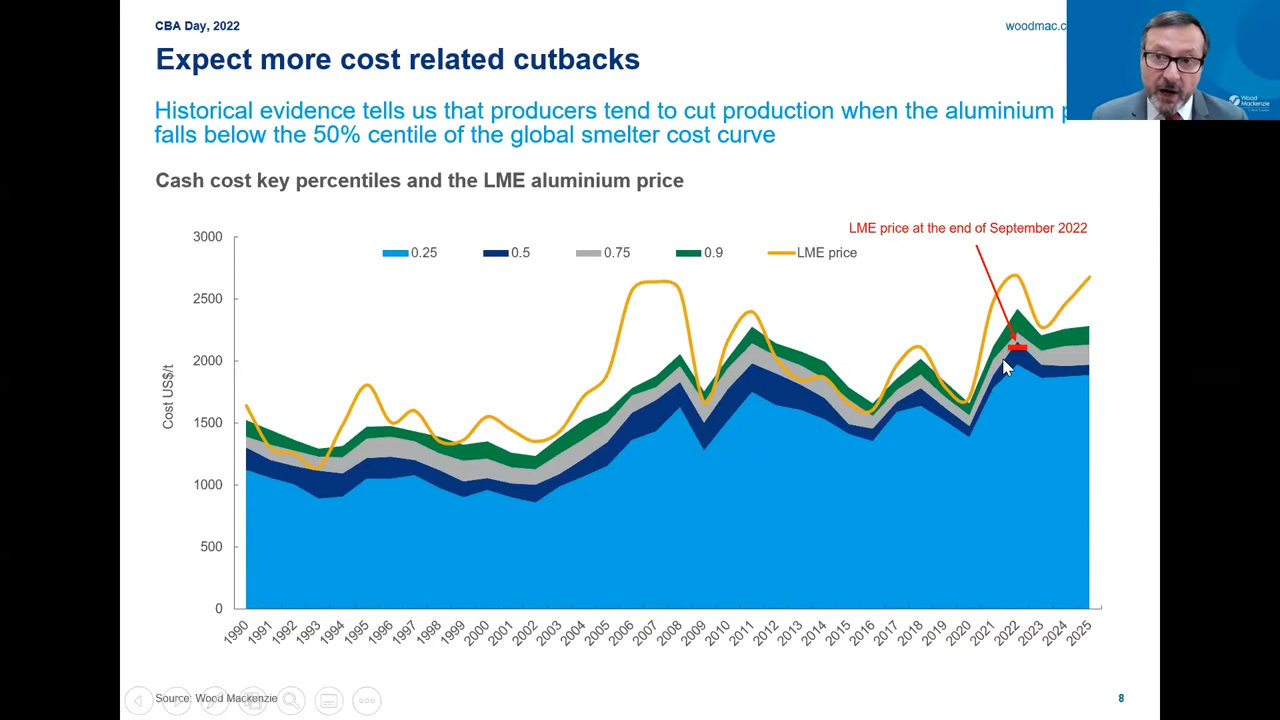 CBA Day, 2022
woodmac.c
Expect more cost related cutbacks
Wood
Mackenzie
Historical evidence tells us that producers tend to cut production when the aluminium
falls below the 50% centile of the global smelter cost curve
Cash cost key percentiles and the LME aluminium price
LME price at the end of September 2022
0.25 0.5 0.75 0.9 LME price
Cost US$/t
3000
2500
2000
1500
1000
500
0
1990 1991 1992 1993 1994 1995 1996 1997 1998 1999 2000 2001 2002 2003 2004 2005 2006 2007 2008 2009 2010 2011 2012 2013 2014 2015 2016 2017 2018 2019 2020 2021 2022 2023 2024 2025
Source: Wood Mackenzie
8